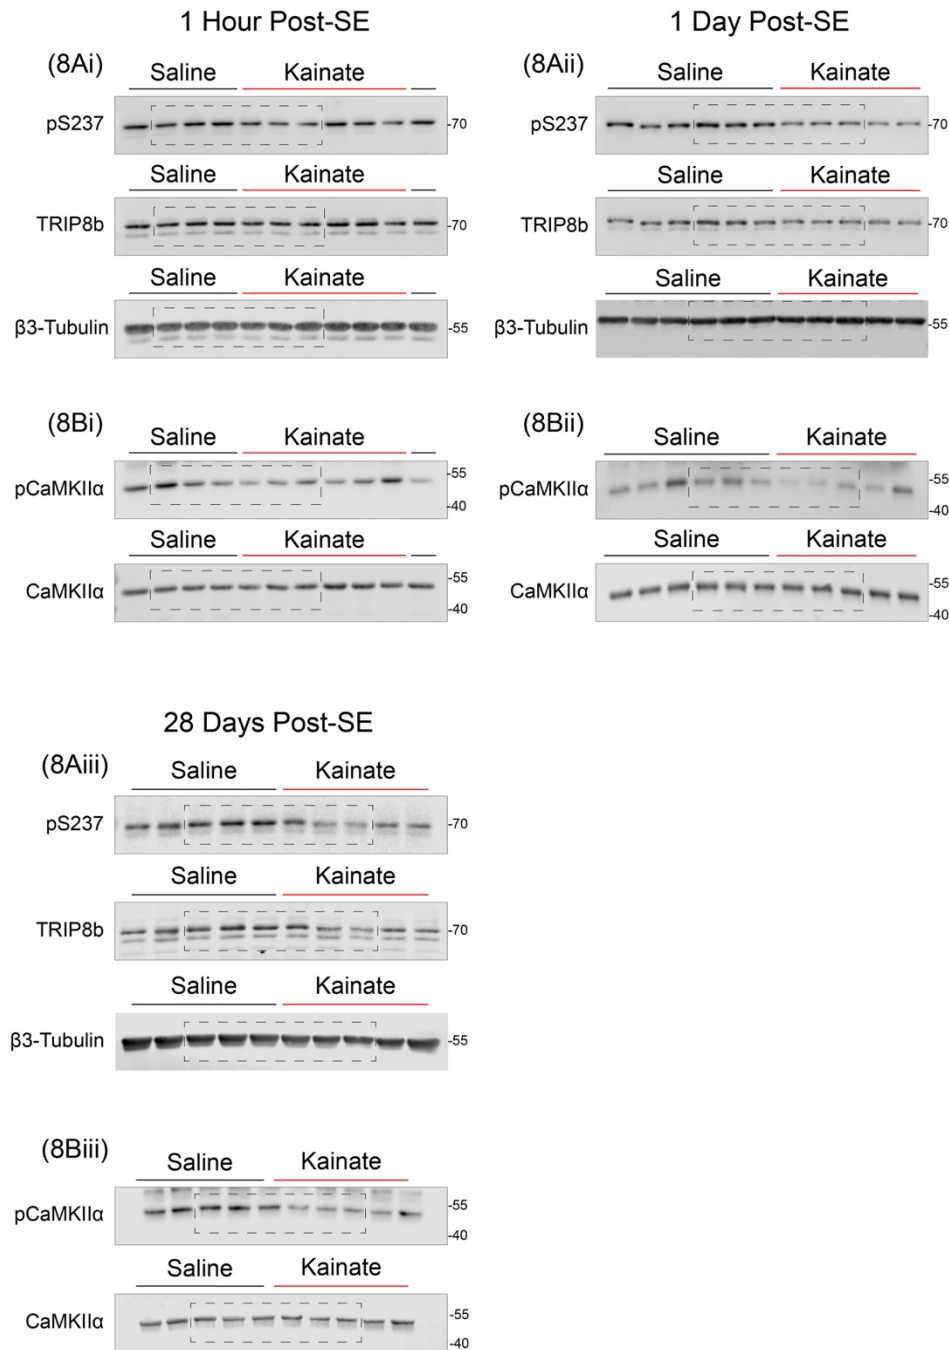 1 Hour Post-SE
(8Ai)
Saline Kainate
pS237
-70
Saline Kainate
TRIP8b
-70
Saline Kainate
β3-Tubulin
-55
(8Bi)
Saline Kainate
pCaMKIIα
-55
-40
Saline Kainate
CaMKIIα
-55
-40
1 Day Post-SE
(8Aii)
Saline Kainate
pS237
-70
Saline Kainate
TRIP8b
-70
Saline Kainate
β3-Tubulin
-55
(8Bii)
Saline Kainate
pCaMKIIα
-55
-40
Saline Kainate
CaMKIIα
-55
-40
28 Days Post-SE
(8Aiii)
Saline Kainate
pS237
-70
Saline Kainate
TRIP8b
-70
Saline Kainate
β3-Tubulin
-55
(8Biii)
Saline Kainate
pCaMKIIα
-55
-40
Saline Kainate
CaMKIIα
-55
-40